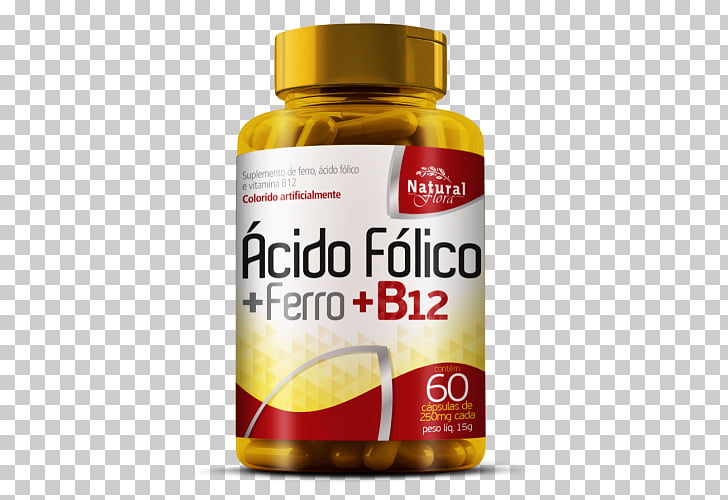 Suplemento de ferro, ácido fólico
e vitamina B12
Colorido artificialmente
Natural
Flora
Ácido Fólico
+Ferro +B12
contém
60
cápsulas de
250mg cada
peso líq. 15g